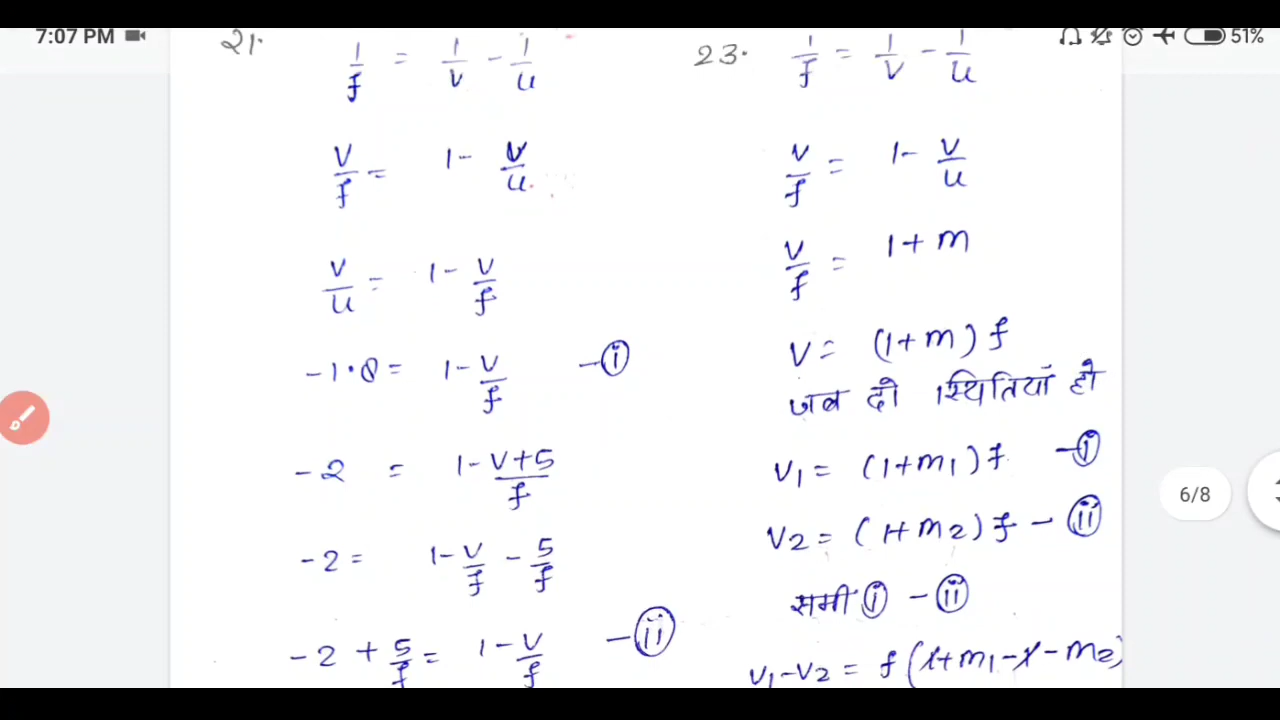 7:07 PM
51%
21.
1/f = 1/v - 1/u
v/f = 1 - v/u
v/u = 1 - v/f
-1.8 = 1 - v/f -(i)
-2 = 1 - v+5/f
-2 = 1 - v/f - 5/f
-2 + 5/f = 1 - v/f -(ii)
23. 1/f = 1/v - 1/u
v/f = 1 - v/u
v/f = 1 + m
v = (1+m) f
जब दो स्थितियाँ हो
v1 = (1+m1) f -(i)
v2 = (1+m2) f -(ii)
समी (i) - (ii)
v1-v2 = f(1+m1-1-m2)
6/8